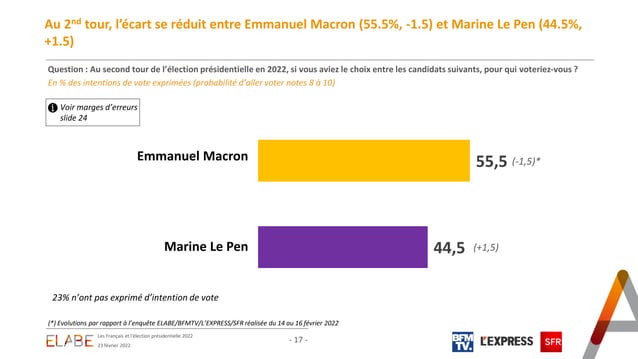 Au 2nd tour, l’écart se réduit entre Emmanuel Macron (55.5%, -1.5) et Marine Le Pen (44.5%,
+1.5)
Question : Au second tour de l’élection présidentielle en 2022, si vous aviez le choix entre les candidats suivants, pour qui voteriez-vous ?
En % des intentions de vote exprimées (probabilité d’aller voter notes 8 à 10)
Voir marges d’erreurs
slide 24
Emmanuel Macron 55,5 (-1,5)*
Marine Le Pen 44,5 (+1,5)
23% n’ont pas exprimé d’intention de vote
(*) Evolutions par rapport à l’enquête ELABE/BFMTV/L’EXPRESS/SFR réalisée du 14 au 16 février 2022
ELABE
Les Français et l’élection présidentielle 2022
23 février 2022
- 17 -
BFM
TV.
L’EXPRESS
SFR